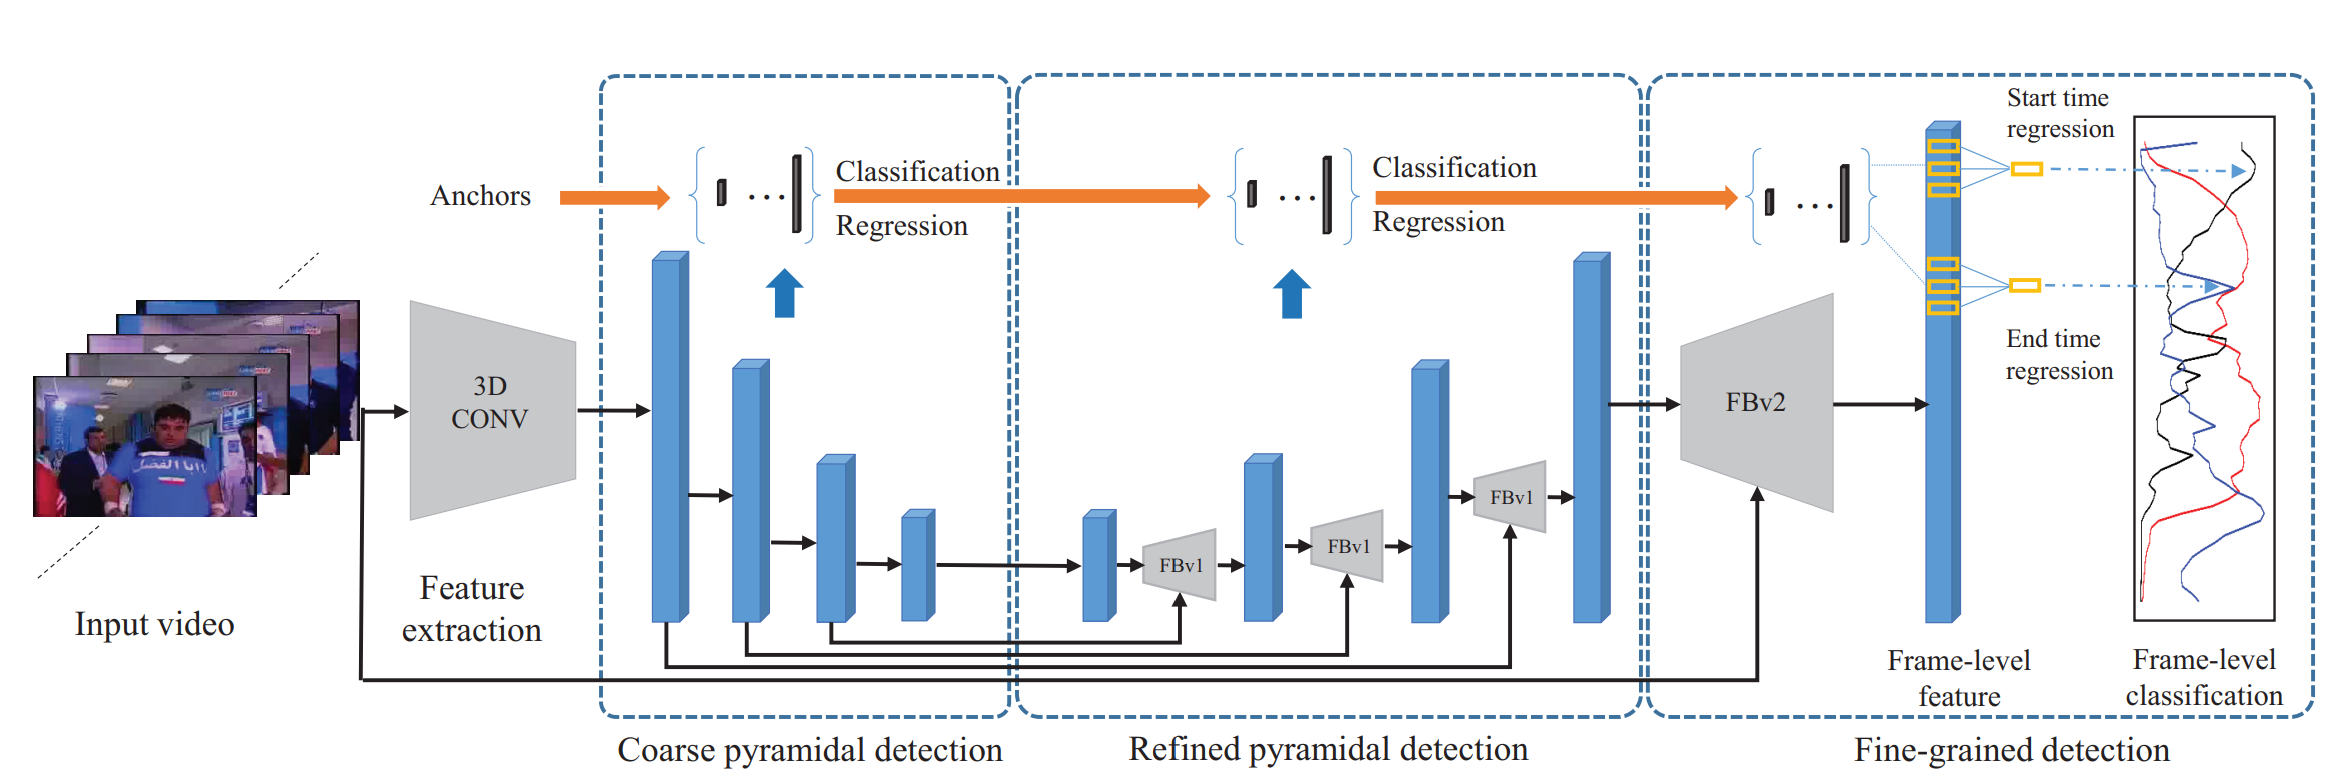 Start time
regression
Classification
Regression
Classification
Regression
Anchors
3D
CONV
FBv2
End time
regression
FBv1
FBv1
FBv1
Feature
extraction
Input video
Frame-level
feature
Frame-level
classification
Coarse pyramidal detection
Refined pyramidal detection
Fine-grained detection